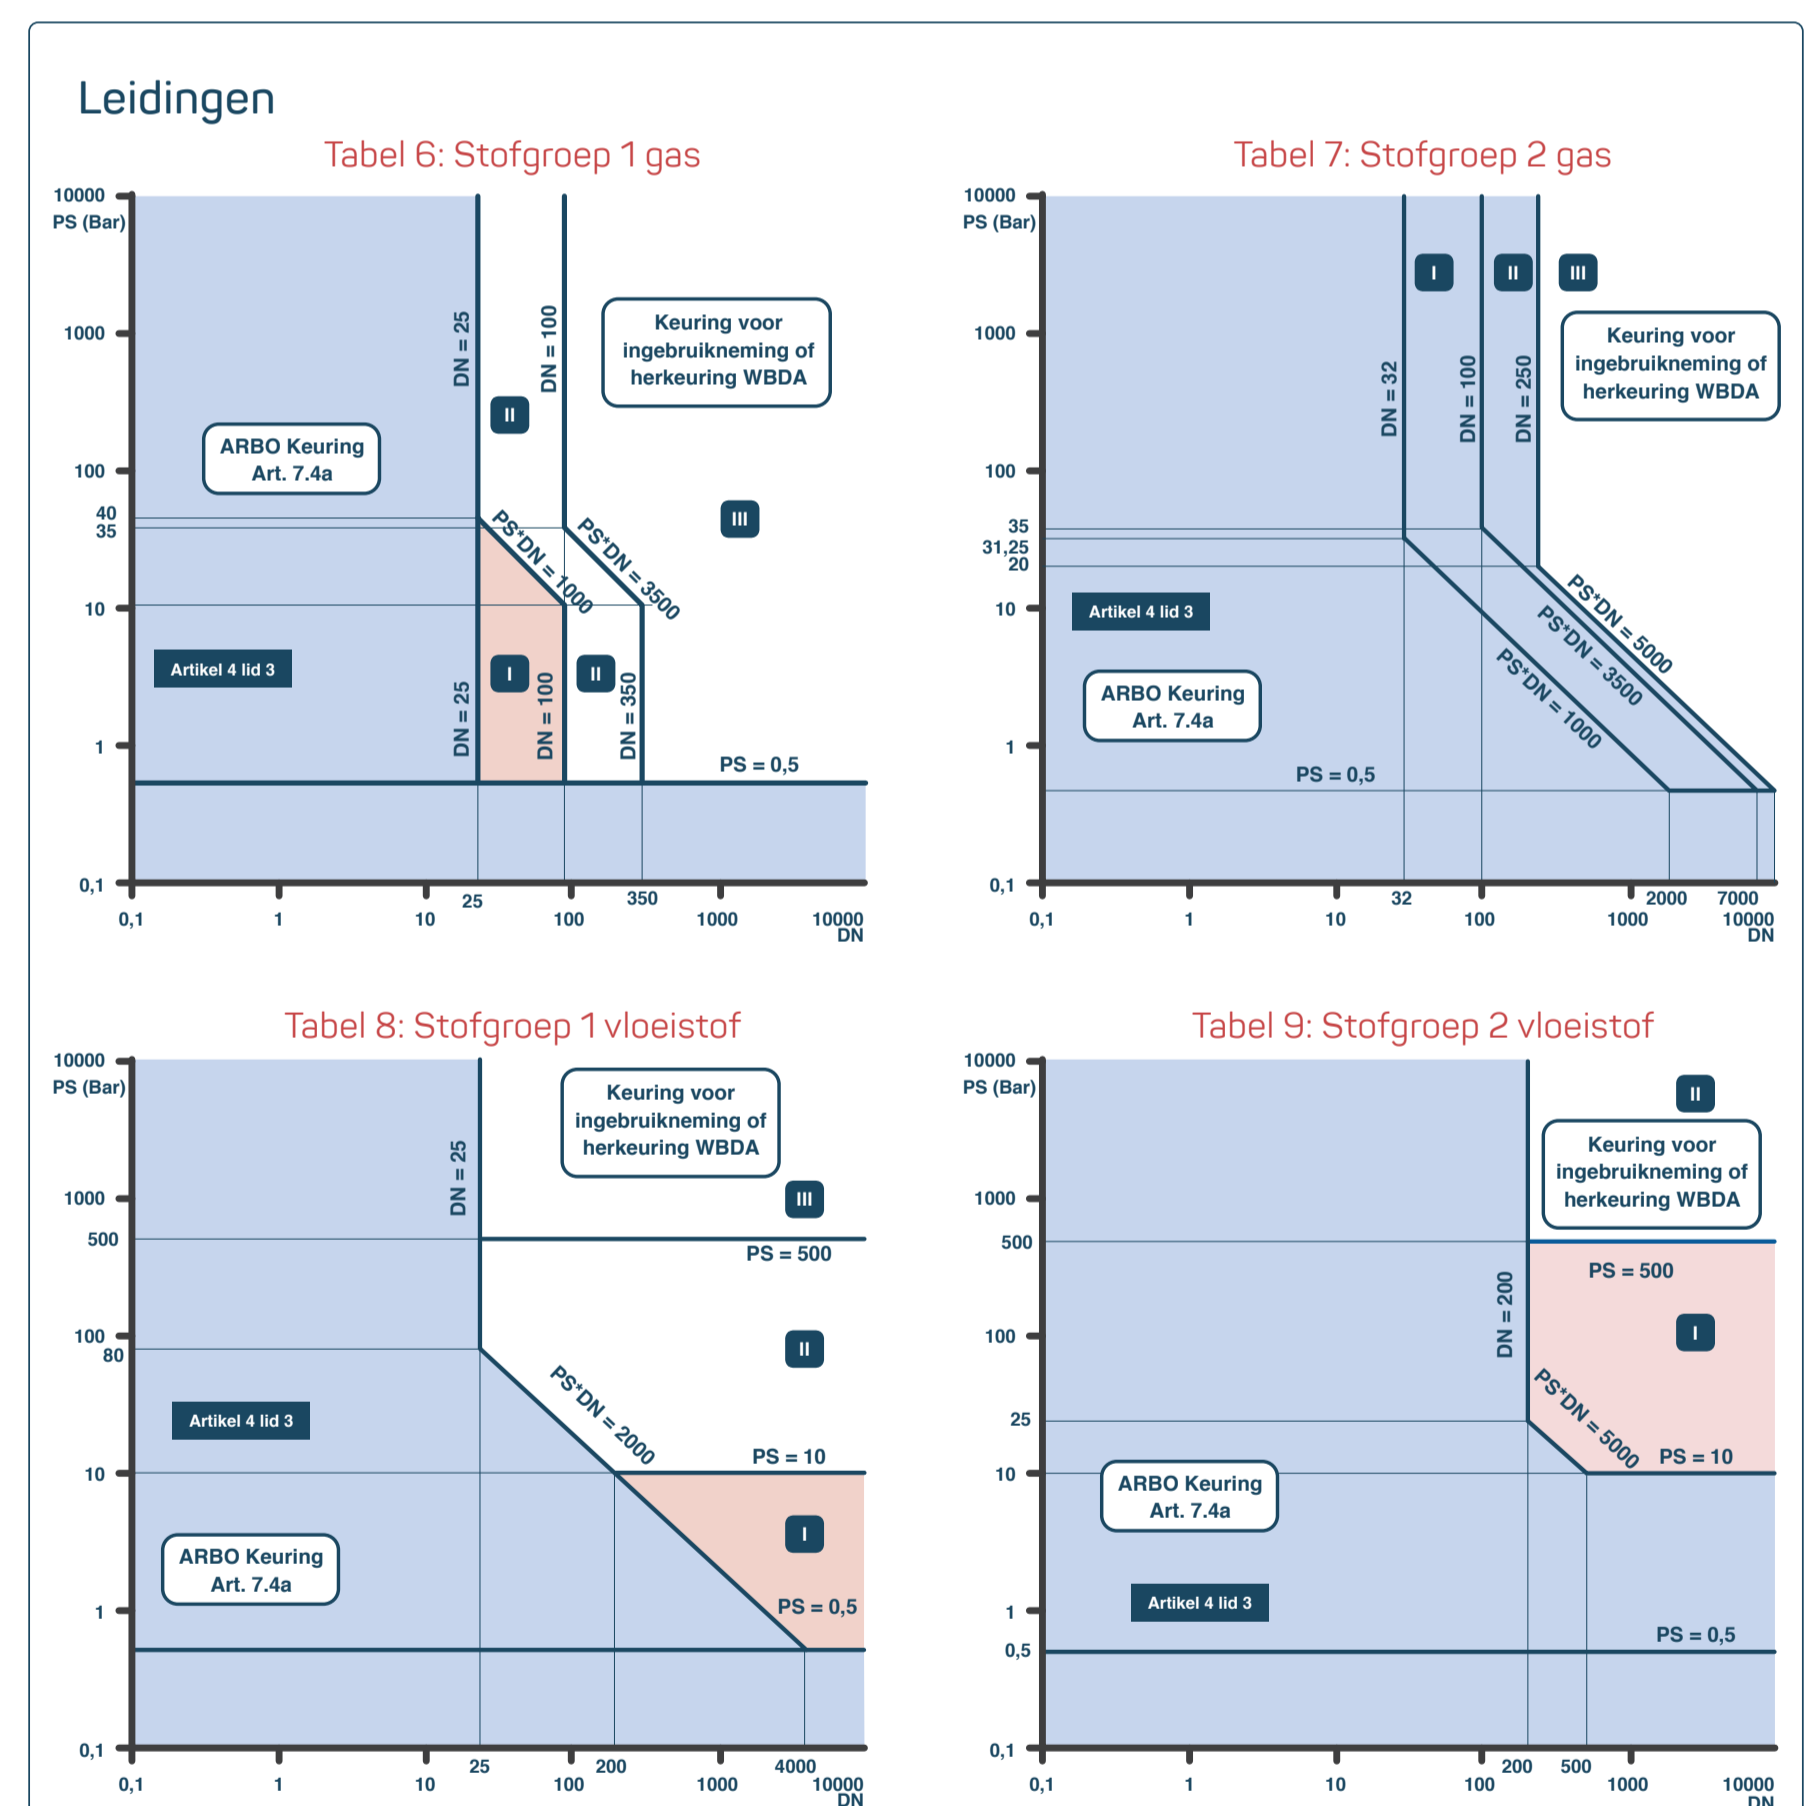 Leidingen
Tabel 6: Stofgroep 1 gas
10000
PS (Bar)
1000
100
40
35
10
1
0,1
0,1
1
10
25
100
350
1000
10000
DN
DN = 25
DN = 100
Keuring voor
ingebruikneming of
herkeuring WBDA
II
ARBO Keuring
Art. 7.4a
III
PS*DN = 1000
PS*DN = 3500
Artikel 4 lid 3
I
II
DN = 25
DN = 100
DN = 350
PS = 0,5
Tabel 7: Stofgroep 2 gas
10000
PS (Bar)
1000
100
35
31,25
20
10
1
0,1
0,1
1
10
32
100
1000
2000
7000
10000
DN
I
II
III
Keuring voor
ingebruikneming of
herkeuring WBDA
DN = 32
DN = 100
DN = 250
Artikel 4 lid 3
PS*DN = 5000
PS*DN = 3500
PS*DN = 1000
ARBO Keuring
Art. 7.4a
PS = 0,5
Tabel 8: Stofgroep 1 vloeistof
10000
PS (Bar)
1000
500
100
80
10
1
0,1
0,1
1
10
25
100
200
1000
4000
10000
DN
Keuring voor
ingebruikneming of
herkeuring WBDA
DN = 25
III
PS = 500
II
PS*DN = 2000
Artikel 4 lid 3
PS = 10
I
ARBO Keuring
Art. 7.4a
PS = 0,5
Tabel 9: Stofgroep 2 vloeistof
10000
PS (Bar)
1000
500
100
25
10
1
0,5
0,1
0,1
1
10
100
200
500
1000
10000
DN
II
Keuring voor
ingebruikneming of
herkeuring WBDA
PS = 500
DN = 200
I
PS*DN = 5000
PS = 10
ARBO Keuring
Art. 7.4a
Artikel 4 lid 3
PS = 0,5